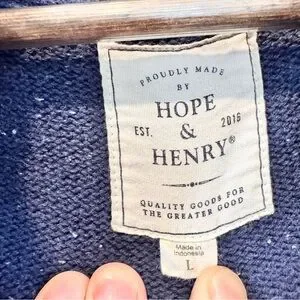 PROUDLY MADE
BY
HOPE
EST. & 2016
HENRY®
QUALITY GOODS FOR
THE GREATER GOOD
Made in
Indonesia
L